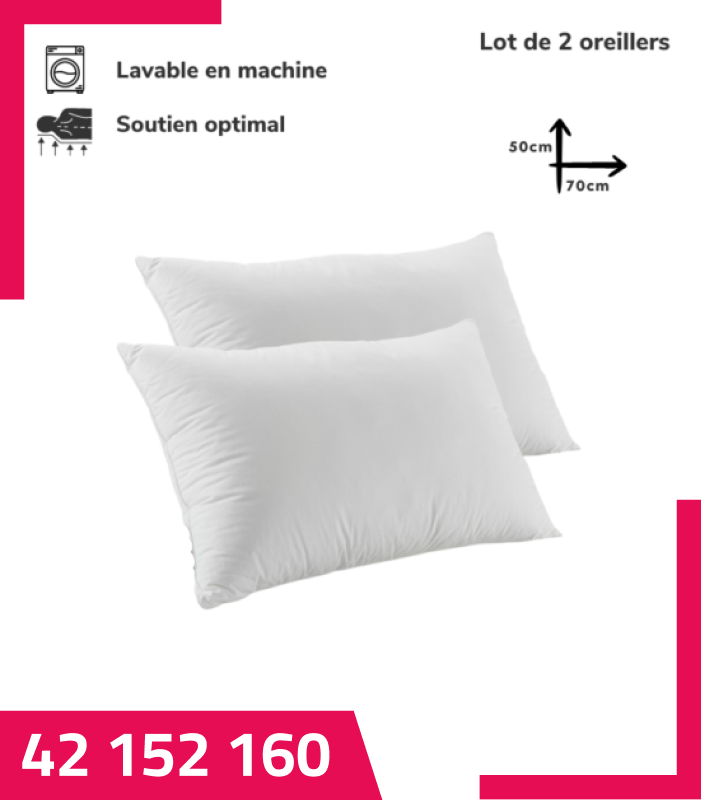 Lot de 2 oreillers
Lavable en machine
Soutien optimal
50cm
70cm
42 152 160